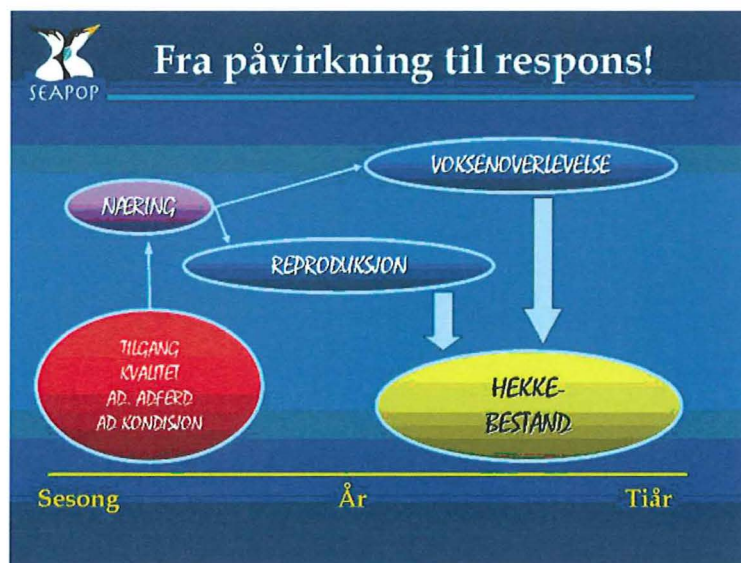 SEAPOP
Fra påvirkning til respons!
VOKSENOVERLEVELSE
NÆRING
REPRODUKSJON
TILGANG
KVALITET
AD. ADFERD
AD KONDISJON
HEKKE-
BESTAND
Sesong
År
Tiår